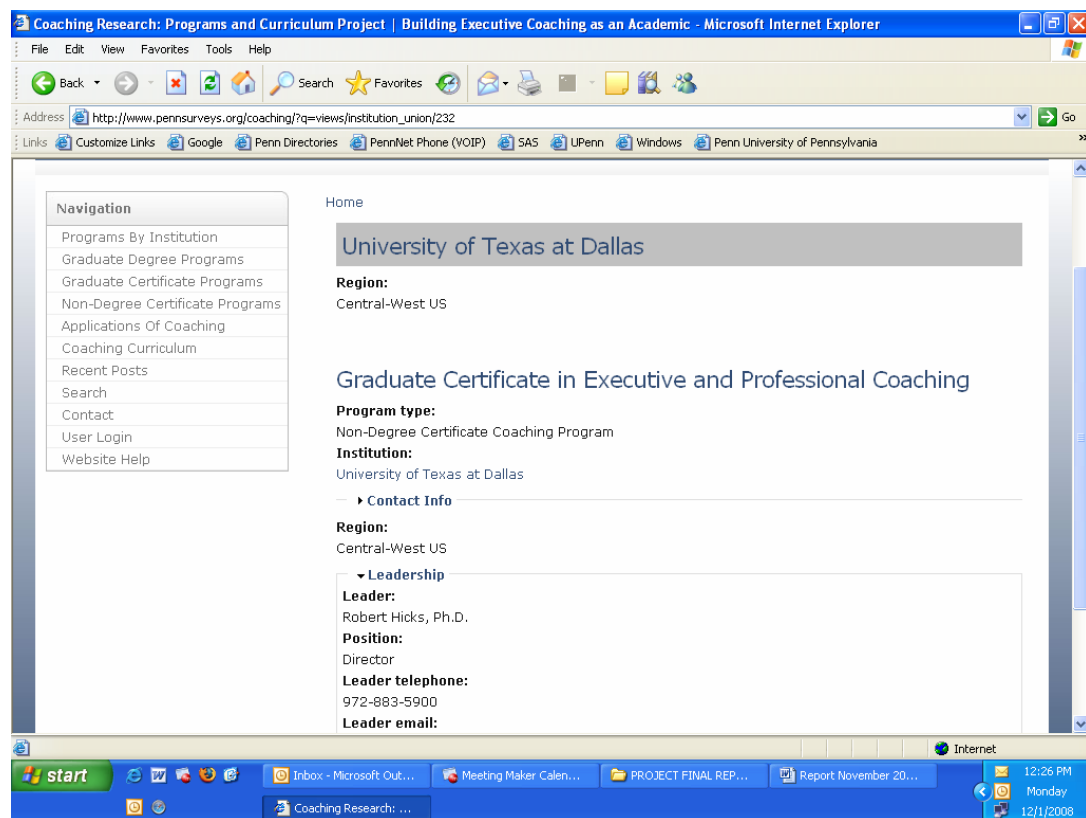 Coaching Research: Programs and Curriculum Project | Building Executive Coaching as an Academic - Microsoft Internet Explorer
File Edit View Favorites Tools Help
Back Search Favorites
Address http://www.pennsurveys.org/coaching/?q=views/institution_union/232 Go
Links Customize Links Google Penn Directories PennNet Phone (VOIP) SAS UPenn Windows Penn University of Pennsylvania »
Navigation
Programs By Institution
Graduate Degree Programs
Graduate Certificate Programs
Non-Degree Certificate Programs
Applications Of Coaching
Coaching Curriculum
Recent Posts
Search
Contact
User Login
Website Help
Home
University of Texas at Dallas
Region:
Central-West US
Graduate Certificate in Executive and Professional Coaching
Program type:
Non-Degree Certificate Coaching Program
Institution:
University of Texas at Dallas
Contact Info
Region:
Central-West US
Leadership
Leader:
Robert Hicks, Ph.D.
Position:
Director
Leader telephone:
972-883-5900
Leader email:
Internet
start Inbox - Microsoft Out... Meeting Maker Calen... PROJECT FINAL REP... Report November 20... 12:26 PM
Coaching Research: ... Monday
12/1/2008